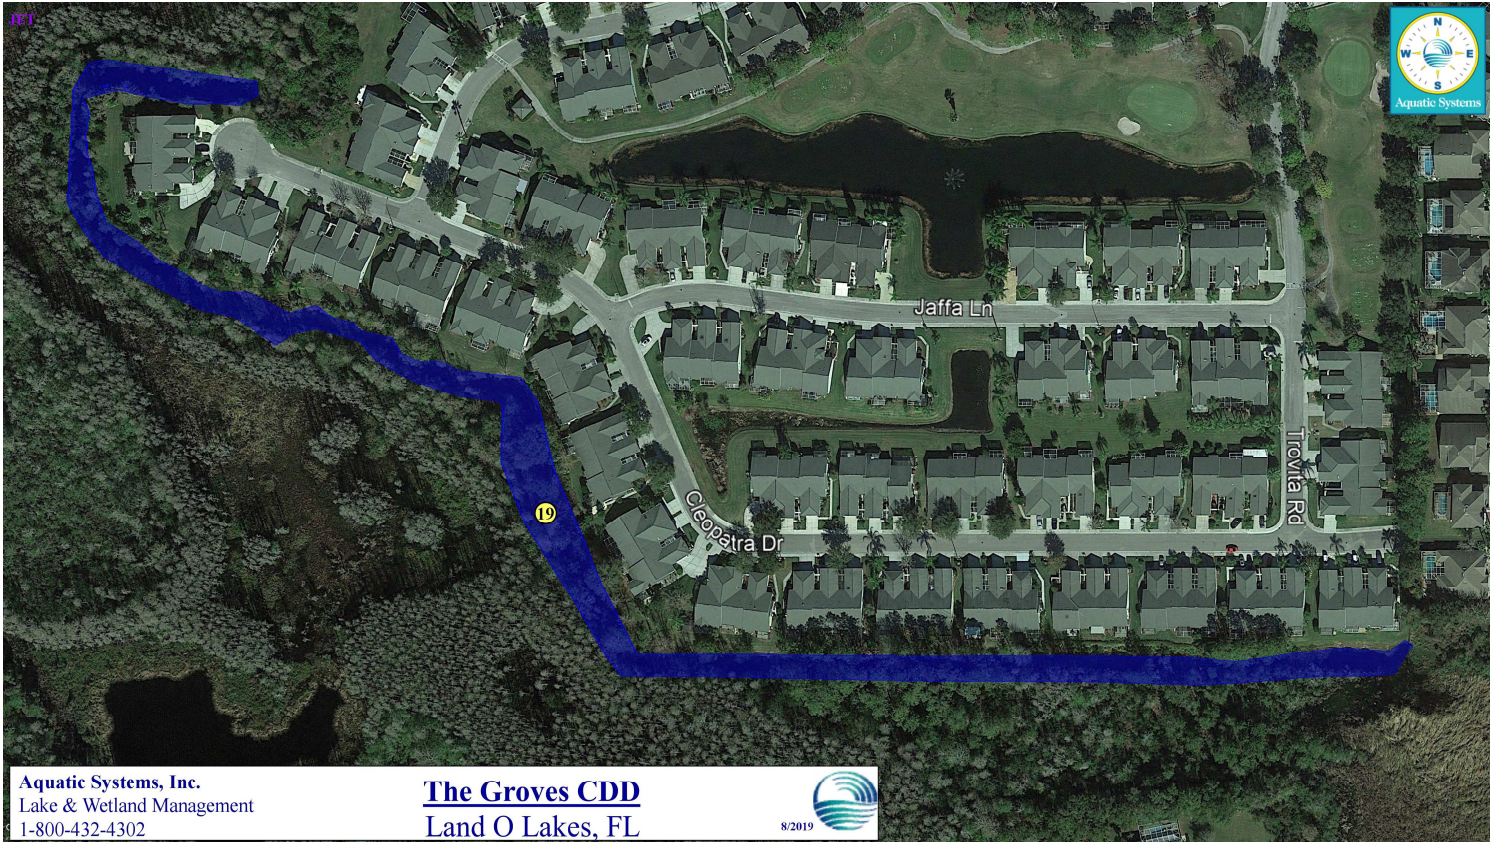 JET
N
W E
S
Aquatic Systems
Jaffa Ln
Trovita Rd
Cleopatra Dr
19
Aquatic Systems, Inc.
Lake & Wetland Management
1-800-432-4302
The Groves CDD
Land O Lakes, FL
8/2019